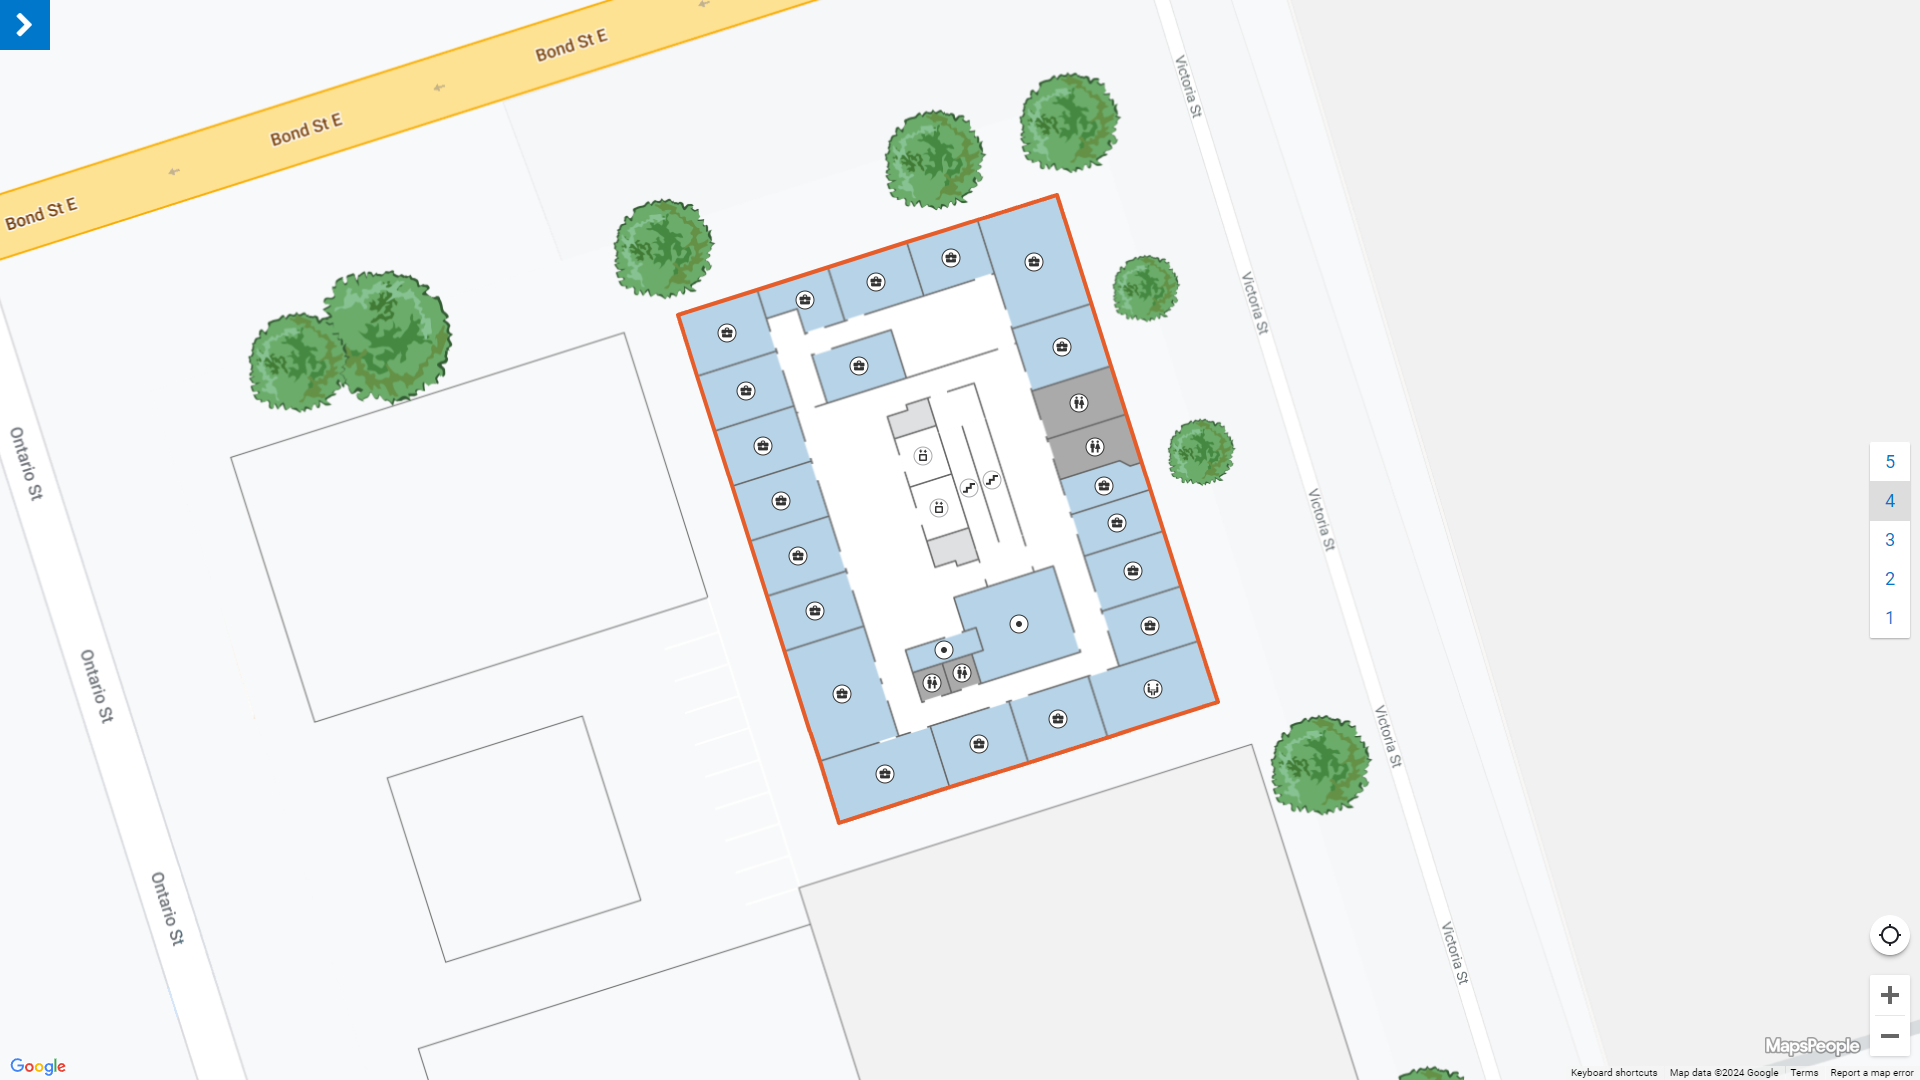 Bond St E
Bond St E
Bond St E
Victoria St
Victoria St
Victoria St
Victoria St
Victoria St
Ontario St
Ontario St
Ontario St
5
4
3
2
1
MapsPeople
Google
Keyboard shortcuts
Map data ©2024 Google
Terms
Report a map error